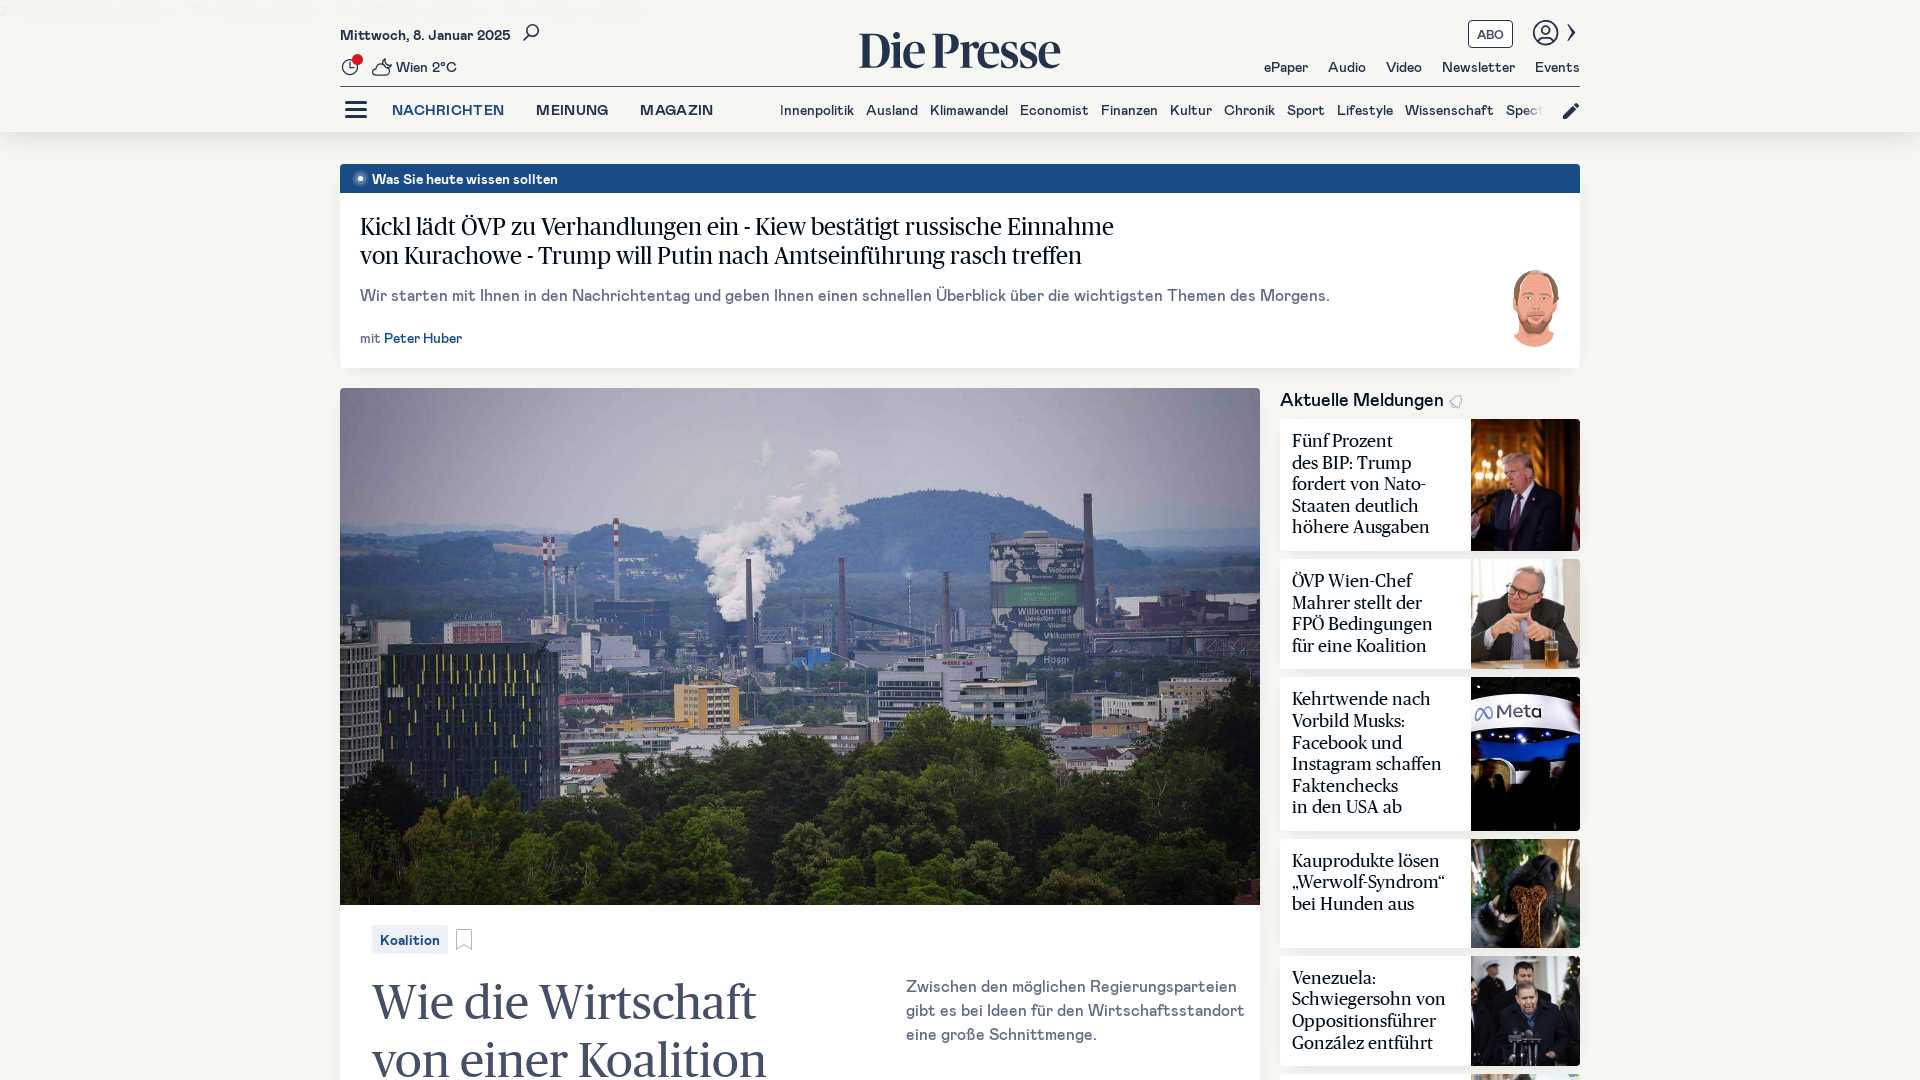 Mittwoch, 8. Januar 2025
Die Presse
ABO
Wien 2°C
ePaper Audio Video Newsletter Events
NACHRICHTEN MEINUNG MAGAZIN Innenpolitik Ausland Klimawandel Economist Finanzen Kultur Chronik Sport Lifestyle Wissenschaft Spect
Was Sie heute wissen sollten
Kickl lädt ÖVP zu Verhandlungen ein - Kiew bestätigt russische Einnahme
von Kurachowe - Trump will Putin nach Amtseinführung rasch treffen
Wir starten mit Ihnen in den Nachrichtentag und geben Ihnen einen schnellen Überblick über die wichtigsten Themen des Morgens.
mit Peter Huber
Welcome
Willkommen
Koalition
Wie die Wirtschaft
von einer Koalition
Zwischen den möglichen Regierungsparteien
gibt es bei Ideen für den Wirtschaftsstandort
eine große Schnittmenge.
Aktuelle Meldungen
Fünf Prozent
des BIP: Trump
fordert von Nato-
Staaten deutlich
höhere Ausgaben
ÖVP Wien-Chef
Mahrer stellt der
FPÖ Bedingungen
für eine Koalition
Kehrtwende nach
Vorbild Musks:
Facebook und
Instagram schaffen
Faktenchecks
in den USA ab
Meta
Kauprodukte lösen
„Werwolf-Syndrom“
bei Hunden aus
Venezuela:
Schwiegersohn von
Oppositionsführer
González entführt